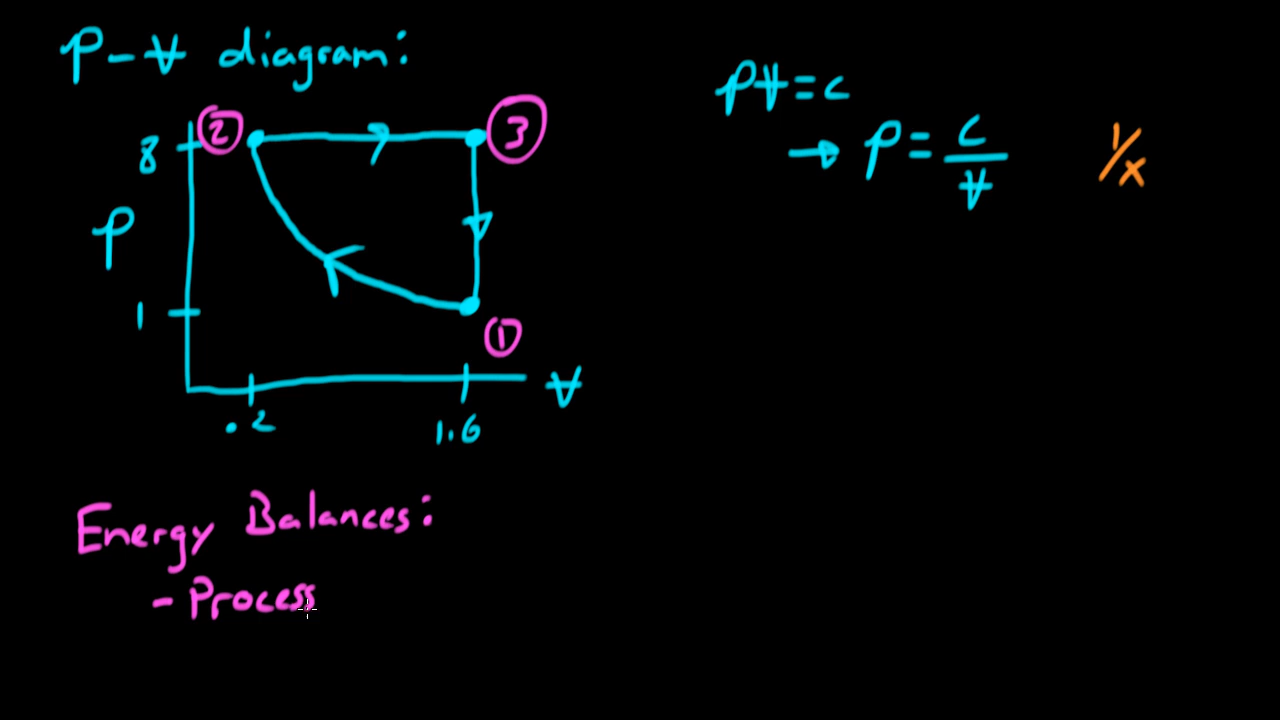 P-V diagram:
pV=c
→ p = c/V
1/x
2
3
8
p
1
1
V
.2
1.6
Energy Balances:
- Process